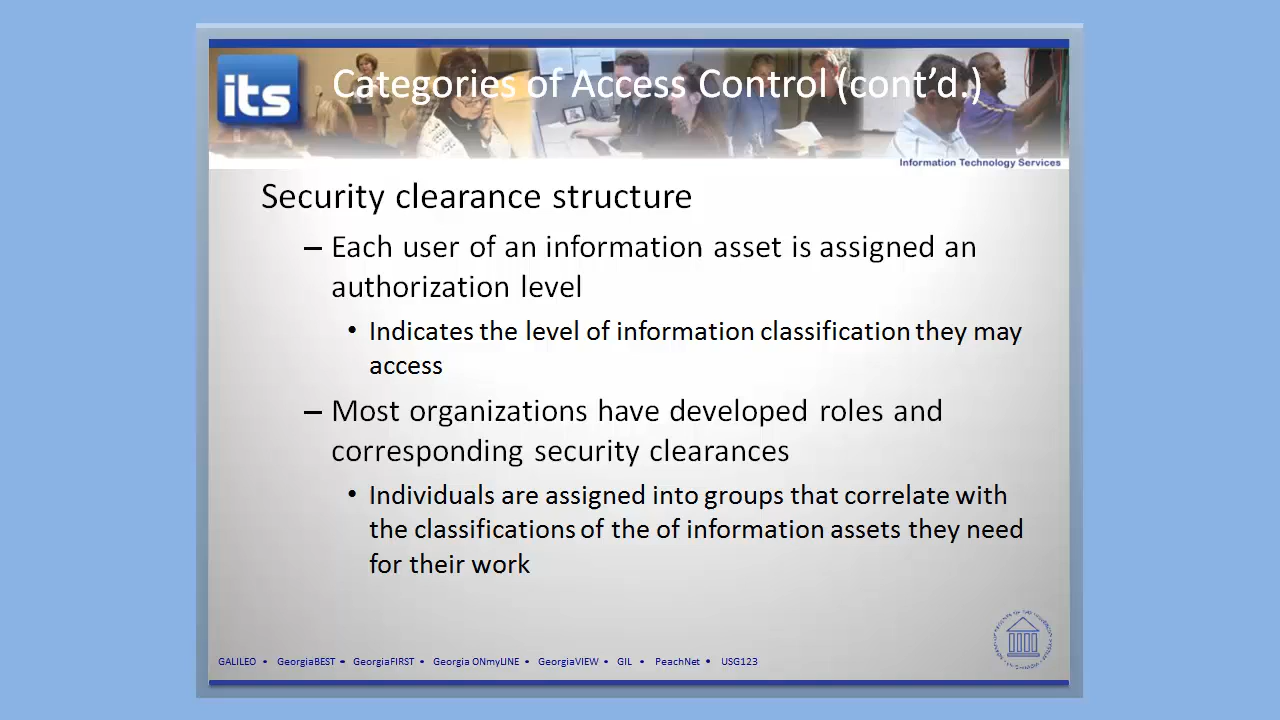 its
Categories of Access Control (cont’d.)
Information Technology Services
Security clearance structure
– Each user of an information asset is assigned an
authorization level
• Indicates the level of information classification they may
access
– Most organizations have developed roles and
corresponding security clearances
• Individuals are assigned into groups that correlate with
the classifications of the of information assets they need
for their work
GALILEO • GeorgiaBEST • GeorgiaFIRST • Georgia ONmyLINE • GeorgiaVIEW • GIL • PeachNet • USG123